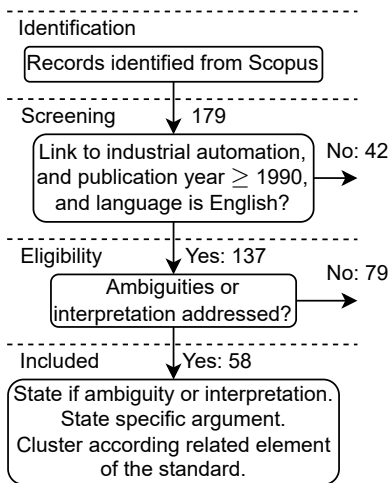 Identification
Records identified from Scopus
Screening
179
Link to industrial automation,
and publication year ≥ 1990,
and language is English?
No: 42
Eligibility
Yes: 137
Ambiguities or
interpretation addressed?
No: 79
Included
Yes: 58
State if ambiguity or interpretation.
State specific argument.
Cluster according related element
of the standard.